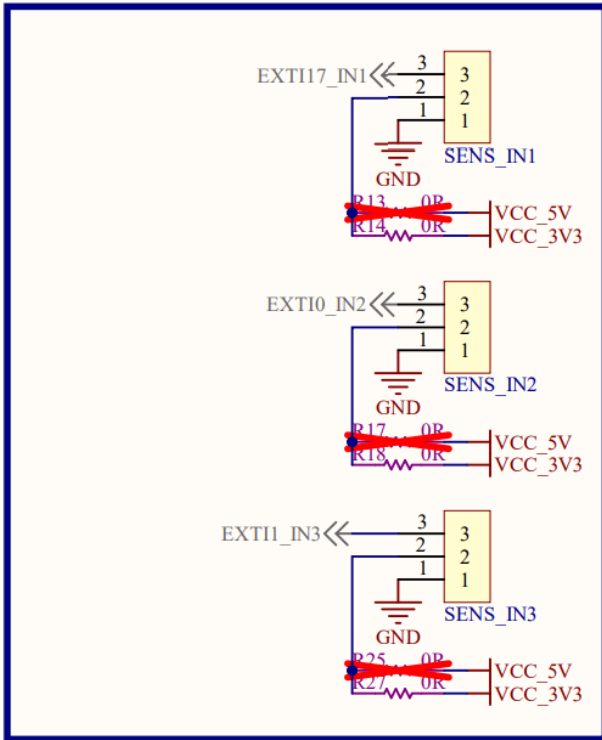 EXTI17_IN1
3 3
2 2
1 1
SENS_IN1
GND
R13 0R VCC_5V
R14 0R VCC_3V3
EXTI0_IN2
3 3
2 2
1 1
SENS_IN2
GND
R17 0R VCC_5V
R18 0R VCC_3V3
EXTI1_IN3
3 3
2 2
1 1
SENS_IN3
GND
R25 0R VCC_5V
R27 0R VCC_3V3